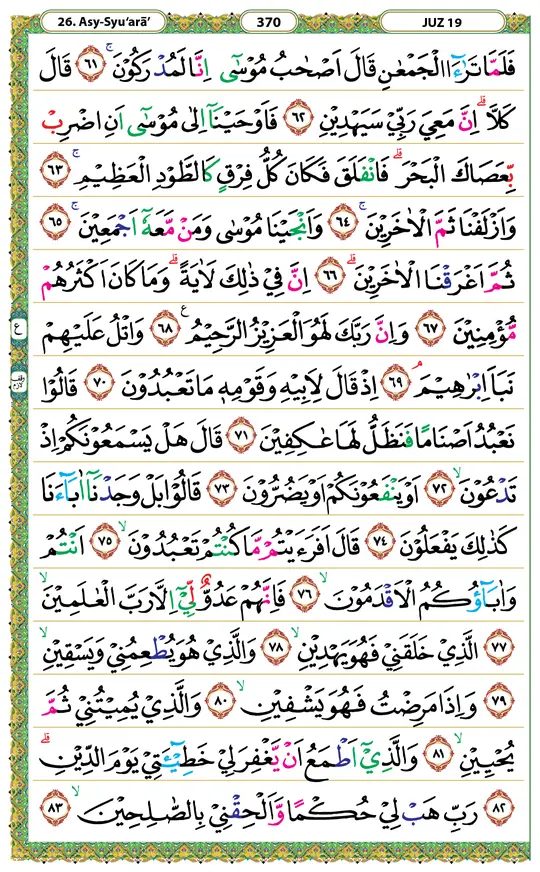 26. Asy-Syu‘arā’ 370 JUZ 19
فَلَمَّا تَرَٰۤءَا الْجَمْعٰنِ قَالَ اَصْحٰبُ مُوْسٰٓى اِنَّا لَمُدْرَكُوْنَ ۚ ﴿٦١﴾ قَالَ
كَلَّاۗ اِنَّ مَعِيَ رَبِّيْ سَيَهْدِيْنِ ﴿٦٢﴾ فَاَوْحَيْنَآ اِلٰى مُوْسٰٓى اَنِ اضْرِبْ
بِّعَصَاكَ الْبَحْرَۗ فَانْفَلَقَ فَكَانَ كُلُّ فِرْقٍ كَالطَّوْدِ الْعَظِيْمِ ۚ ﴿٦٣﴾
وَاَزْلَفْنَا ثَمَّ الْاٰخَرِيْنَ ۚ ﴿٦٤﴾ وَاَنْجَيْنَا مُوْسٰى وَمَنْ مَّعَهٗٓ اَجْمَعِيْنَ ۚ ﴿٦٥﴾
ثُمَّ اَغْرَقْنَا الْاٰخَرِيْنَۗ ﴿٦٦﴾ اِنَّ فِيْ ذٰلِكَ لَاٰيَةًۗ وَمَا كَانَ اَكْثَرُهُمْ
مُّؤْمِنِيْنَ ﴿٦٧﴾ وَاِنَّ رَبَّكَ لَهُوَ الْعَزِيْزُ الرَّحِيْمُ ࣖ ﴿٦٨﴾ وَاتْلُ عَلَيْهِمْ
ع
نَبَاَ اِبْرٰهِيْمَ ۘ ﴿٦٩﴾ اِذْ قَالَ لِاَبِيْهِ وَقَوْمِهٖ مَا تَعْبُدُوْنَ ﴿٧٠﴾ قَالُوْا
وقف لازم
نَعْبُدُ اَصْنَامًا فَنَظَلُّ لَهَا عٰكِفِيْنَ ﴿٧١﴾ قَالَ هَلْ يَسْمَعُوْنَكُمْ اِذْ
تَدْعُوْنَ ۙ ﴿٧٢﴾ اَوْ يَنْفَعُوْنَكُمْ اَوْ يَضُرُّوْنَ ﴿٧٣﴾ قَالُوْا بَلْ وَجَدْنَآ اٰبَاۤءَنَا
كَذٰلِكَ يَفْعَلُوْنَ ﴿٧٤﴾ قَالَ اَفَرَءَيْتُمْ مَّا كُنْتُمْ تَعْبُدُوْنَ ۙ ﴿٧٥﴾ اَنْتُمْ
وَاٰبَاۤؤُكُمُ الْاَقْدَمُوْنَ ۙ ﴿٧٦﴾ فَاِنَّهُمْ عَدُوٌّ لِّيْٓ اِلَّا رَبَّ الْعٰلَمِيْنَ ۙ
﴿٧٧﴾ الَّذِيْ خَلَقَنِيْ فَهُوَ يَهْدِيْنِ ۙ ﴿٧٨﴾ وَالَّذِيْ هُوَ يُطْعِمُنِيْ وَيَسْقِيْنِ ۙ
﴿٧٩﴾ وَاِذَا مَرِضْتُ فَهُوَ يَشْفِيْنِ ۙ ﴿٨٠﴾ وَالَّذِيْ يُمِيْتُنِيْ ثُمَّ
يُحْيِيْنِ ۙ ﴿٨١﴾ وَالَّذِيْٓ اَطْمَعُ اَنْ يَّغْفِرَ لِيْ خَطِيْۤـَٔتِيْ يَوْمَ الدِّيْنِۗ
﴿٨٢﴾ رَبِّ هَبْ لِيْ حُكْمًا وَّاَلْحِقْنِيْ بِالصّٰلِحِيْنَ ۙ ﴿٨٣﴾